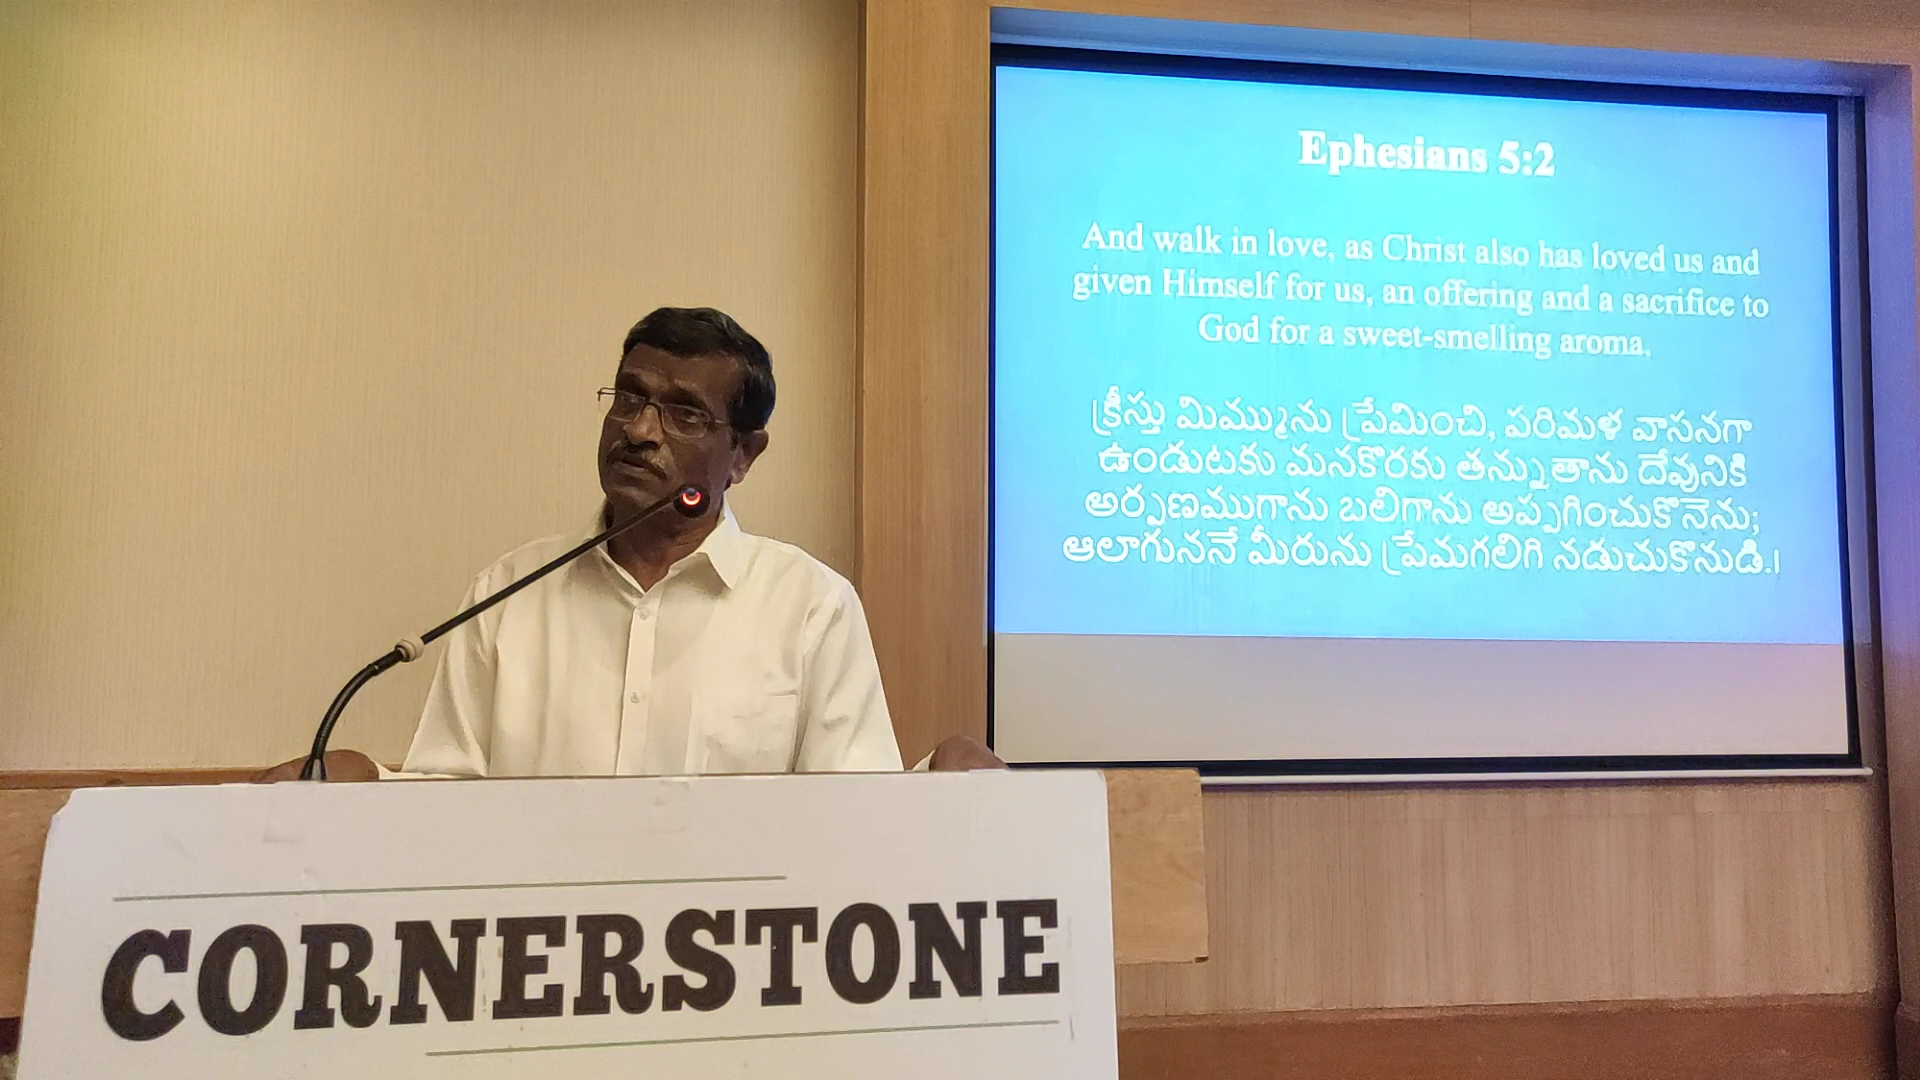 Ephesians 5:2
And walk in love, as Christ also has loved us and
given Himself for us, an offering and a sacrifice to
God for a sweet-smelling aroma.
క్రీస్తు మిమ్మును ప్రేమించి, పరిమళ వాసనగా
ఉండుటకు మనకొరకు తన్నుతాను దేవునికి
అర్పణముగాను బలిగాను అప్పగించుకొనెను;
ఆలాగుననే మీరును ప్రేమగలిగి నడుచుకొనుడి.।
CORNERSTONE